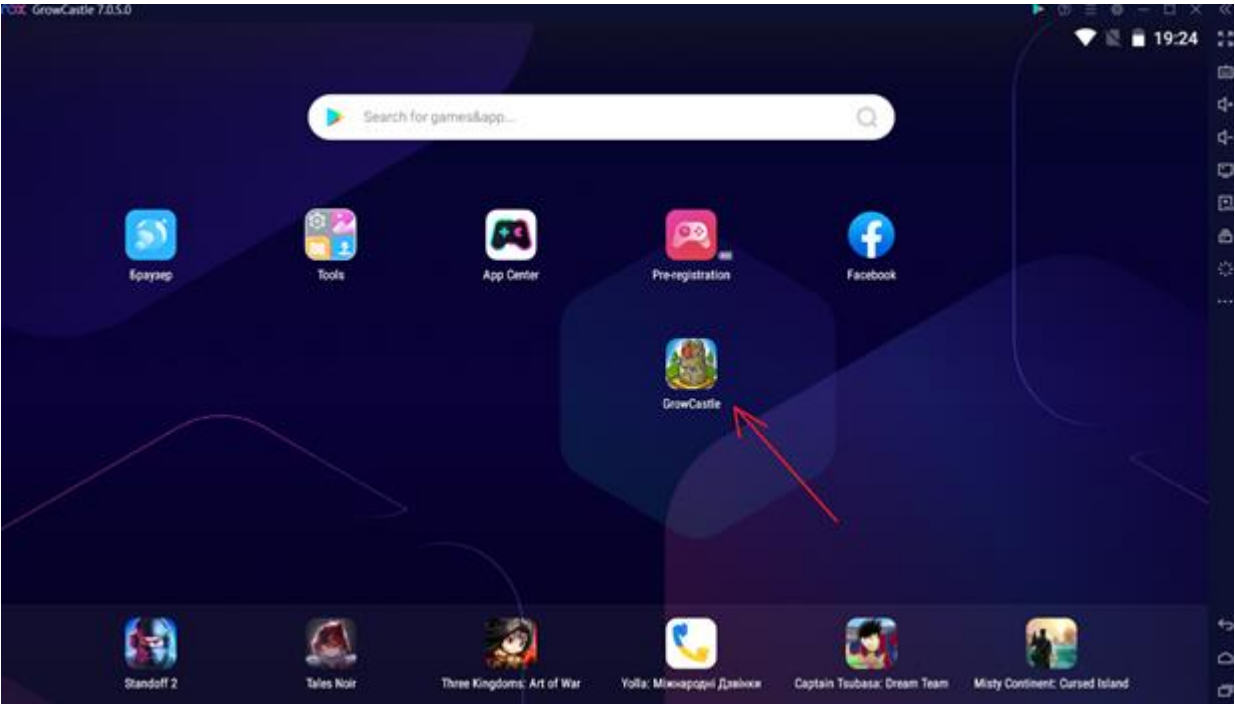 nox GrowCastle 7.0.5.0
19:24
Search for games&app...
Браузер
Tools
App Center
Pre-registration
Facebook
GrowCastle
Standoff 2
Tales Noir
Three Kingdoms: Art of War
Yolla: Міжнародні Дзвінки
Captain Tsubasa: Dream Team
Misty Continent: Cursed Island